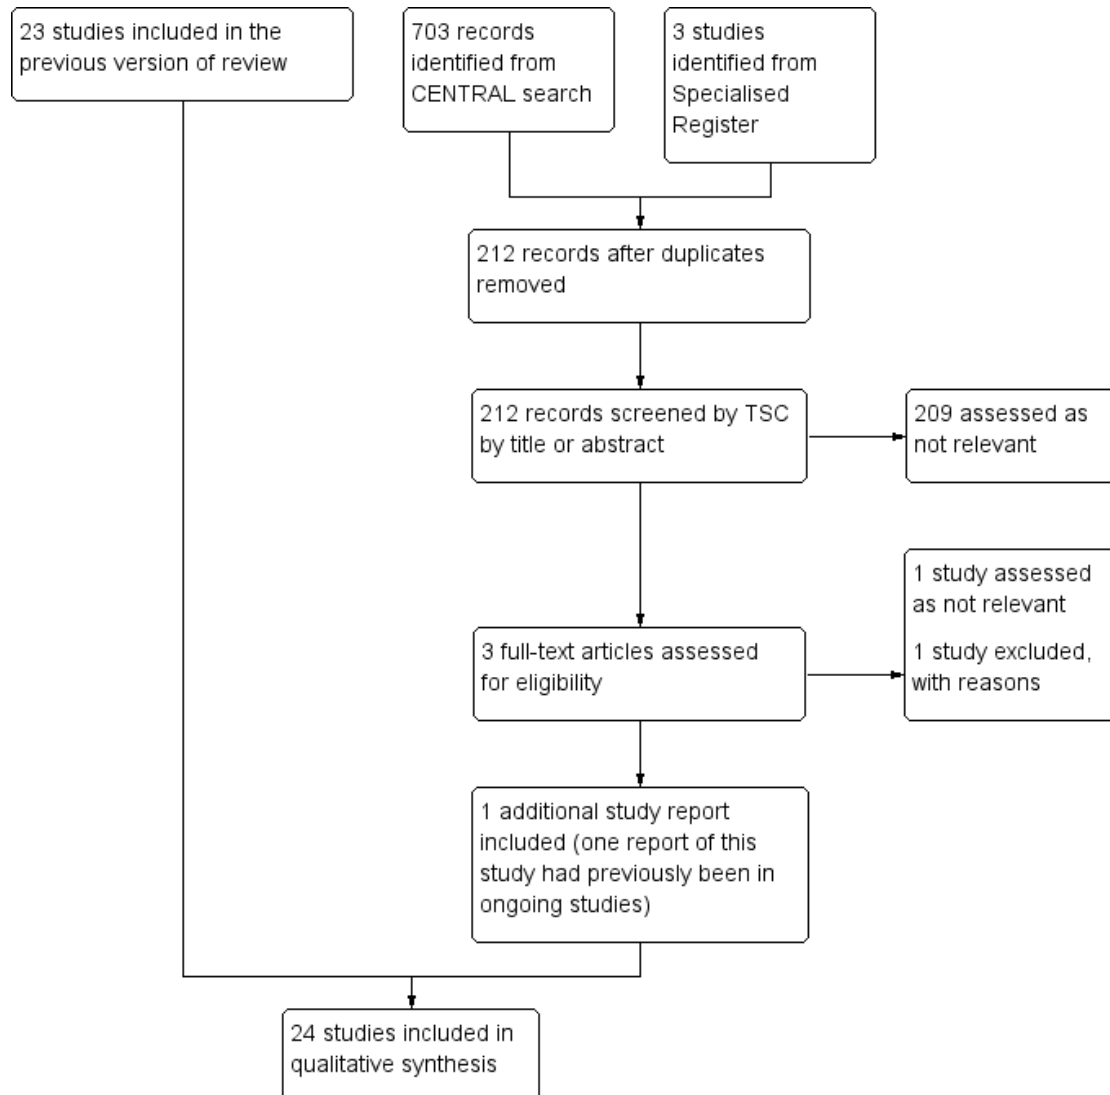 23 studies included in the
previous version of review
703 records
identified from
CENTRAL search
3 studies
identified from
Specialised
Register
212 records after duplicates
removed
212 records screened by TSC
by title or abstract
209 assessed as
not relevant
3 full-text articles assessed
for eligibility
1 study assessed
as not relevant
1 study excluded,
with reasons
1 additional study report
included (one report of this
study had previously been in
ongoing studies)
24 studies included in
qualitative synthesis